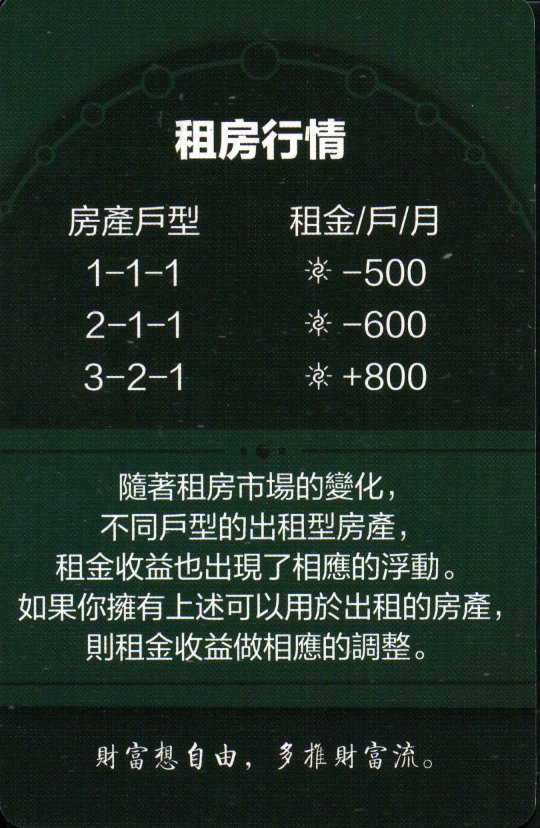 租房行情
房產戶型 租金/戶/月
1-1-1 -500
2-1-1 -600
3-2-1 +800
隨著租房市場的變化，
不同戶型的出租型房產，
租金收益也出現了相應的浮動。
如果你擁有上述可以用於出租的房產，
則租金收益做相應的調整。
財富想自由，多推財富流。